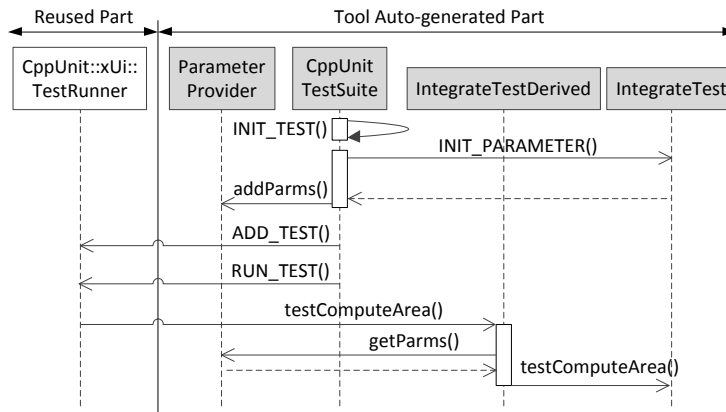 Reused Part
Tool Auto-generated Part
CppUnit::xUi::
TestRunner
Parameter
Provider
CppUnit
TestSuite
IntegrateTestDerived
IntegrateTest
INIT_TEST()
INIT_PARAMETER()
addParms()
ADD_TEST()
RUN_TEST()
testComputeArea()
getParms()
testComputeArea()